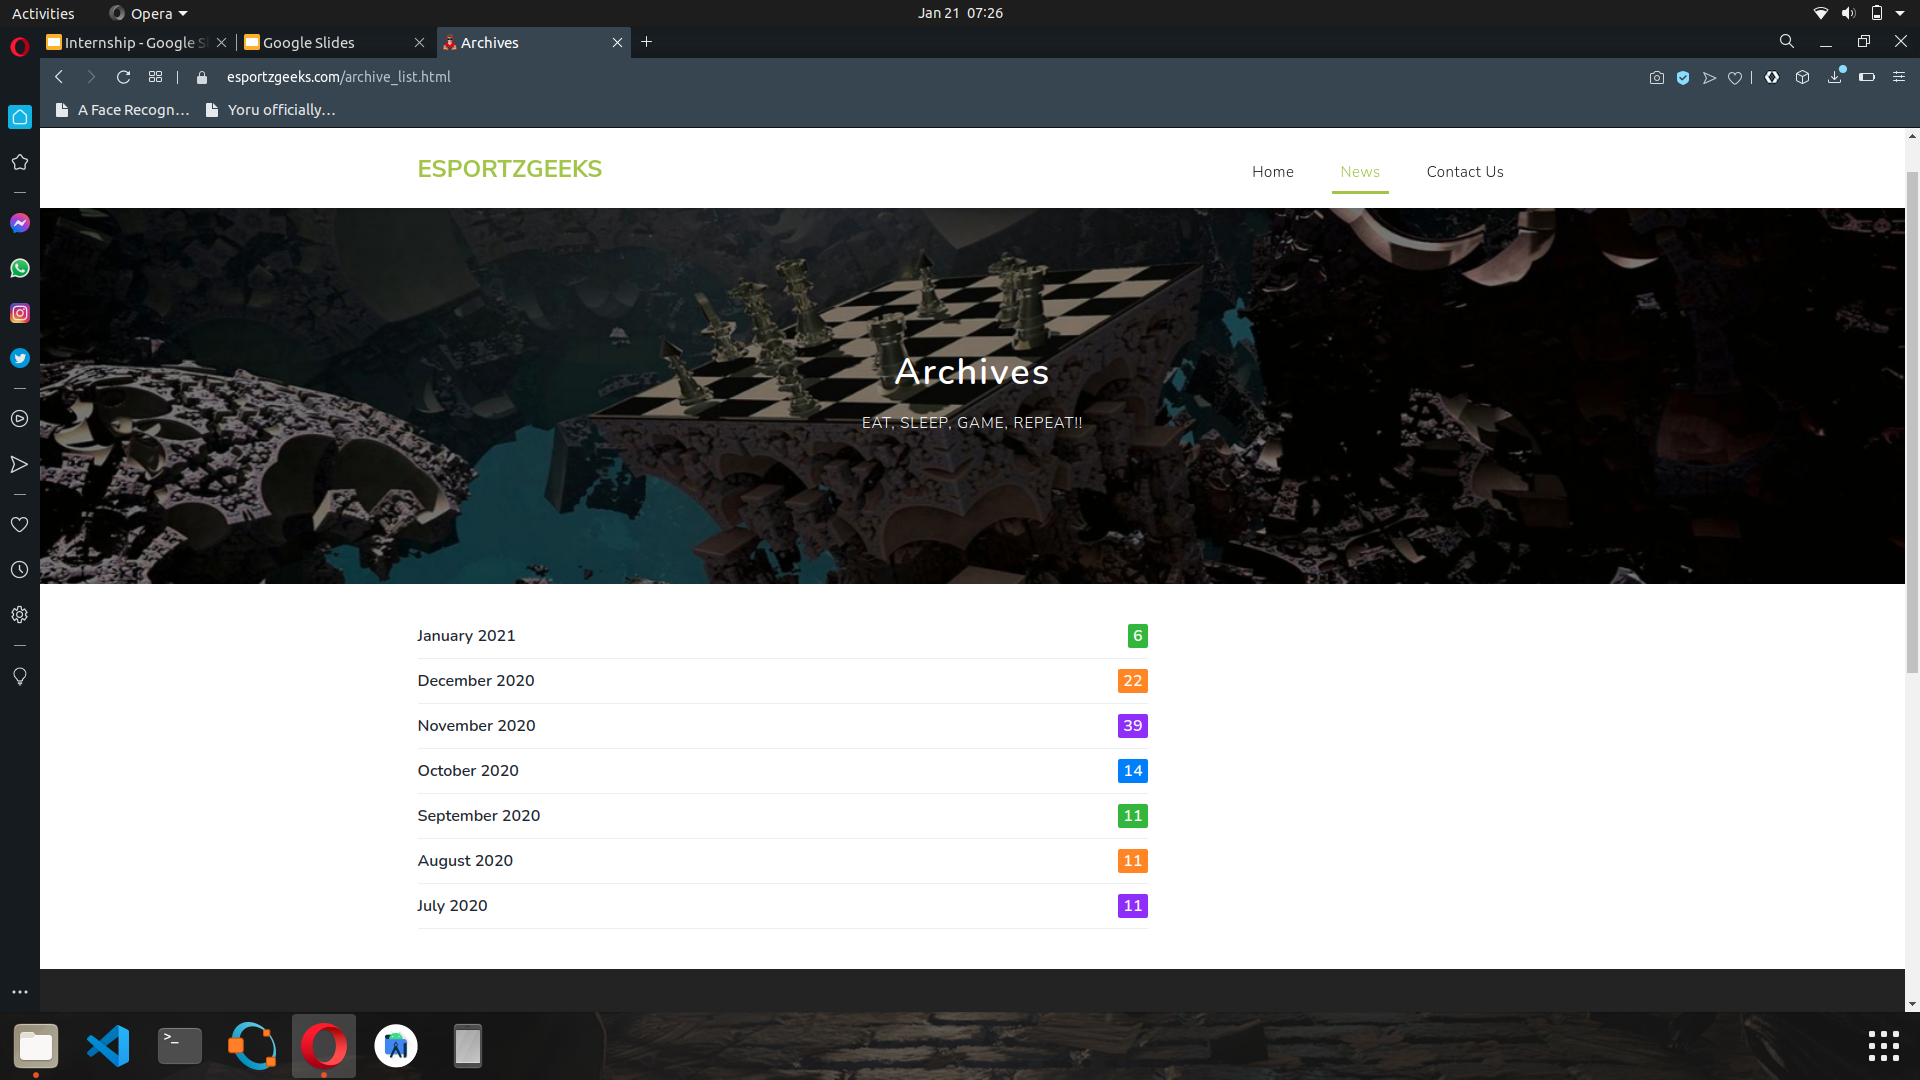 Activities
Opera
Jan 21 07:26
Internship - Google S
Google Slides
Archives
esportzgeeks.com/archive_list.html
A Face Recogn...
Yoru officially...
ESPORTZGEEKS
Home
News
Contact Us
Archives
EAT, SLEEP, GAME, REPEAT!!
January 2021 6
December 2020 22
November 2020 39
October 2020 14
September 2020 11
August 2020 11
July 2020 11